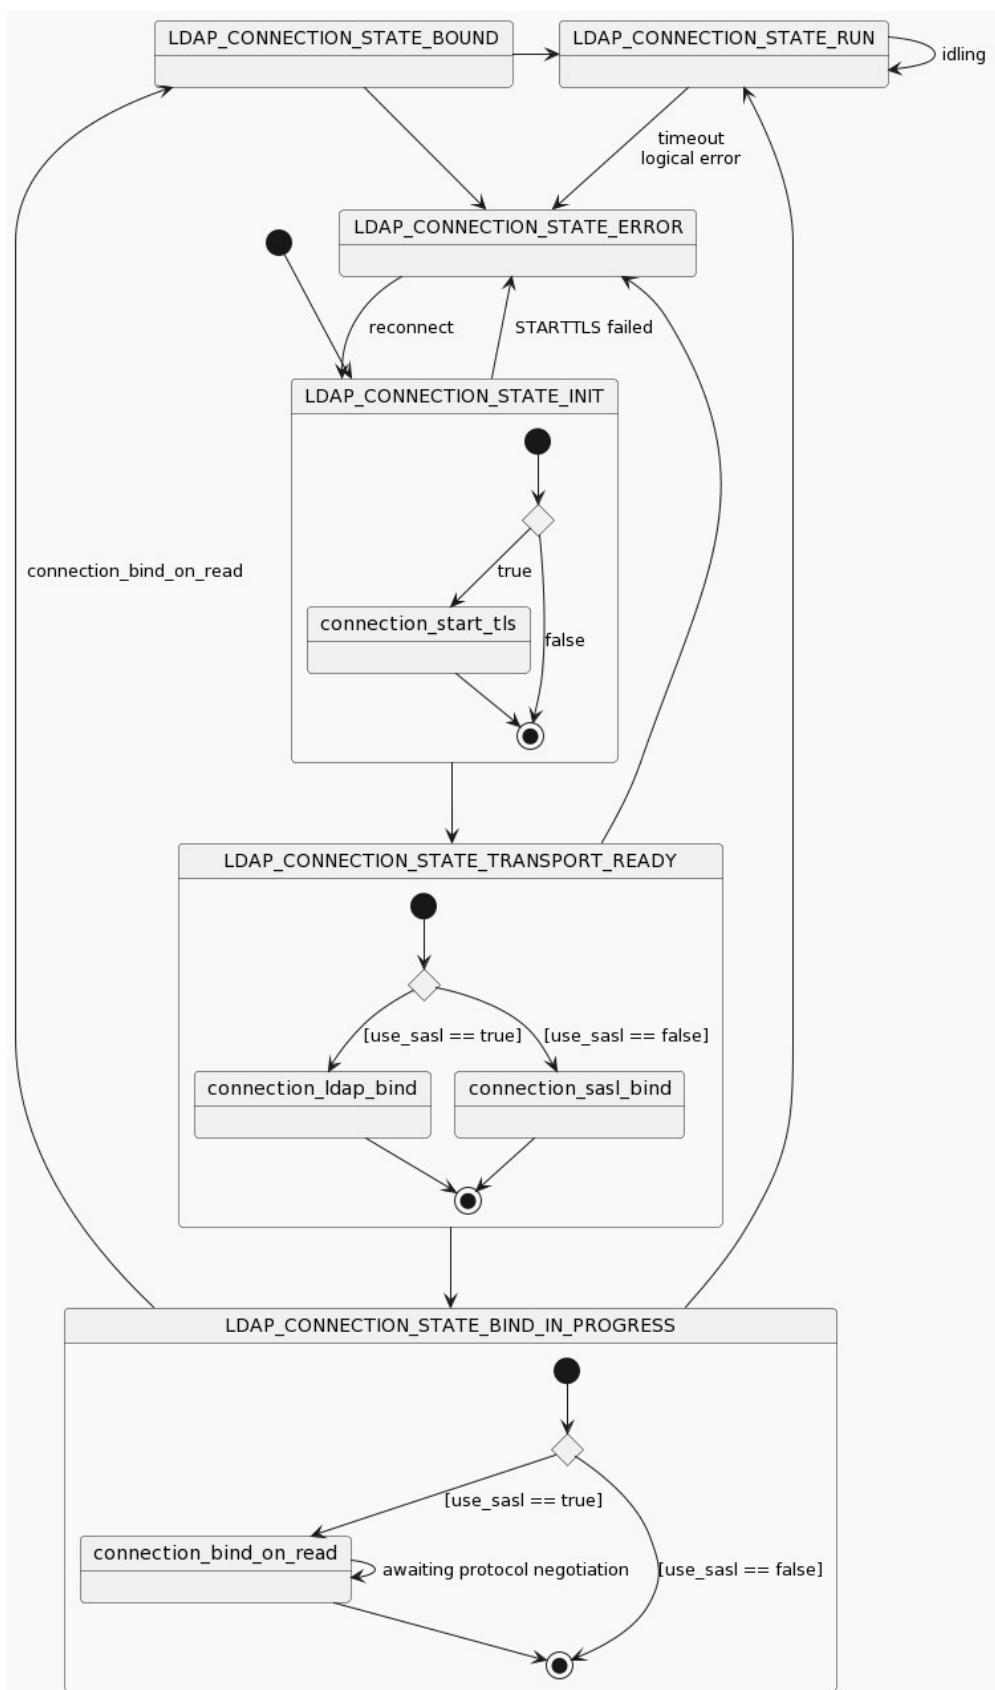 LDAP_CONNECTION_STATE_BOUND
LDAP_CONNECTION_STATE_RUN
idling
timeout
logical error
LDAP_CONNECTION_STATE_ERROR
reconnect
STARTTLS failed
LDAP_CONNECTION_STATE_INIT
connection_bind_on_read
true
connection_start_tls
false
LDAP_CONNECTION_STATE_TRANSPORT_READY
[use_sasl == true]
[use_sasl == false]
connection_ldap_bind
connection_sasl_bind
LDAP_CONNECTION_STATE_BIND_IN_PROGRESS
[use_sasl == true]
connection_bind_on_read
awaiting protocol negotiation
[use_sasl == false]